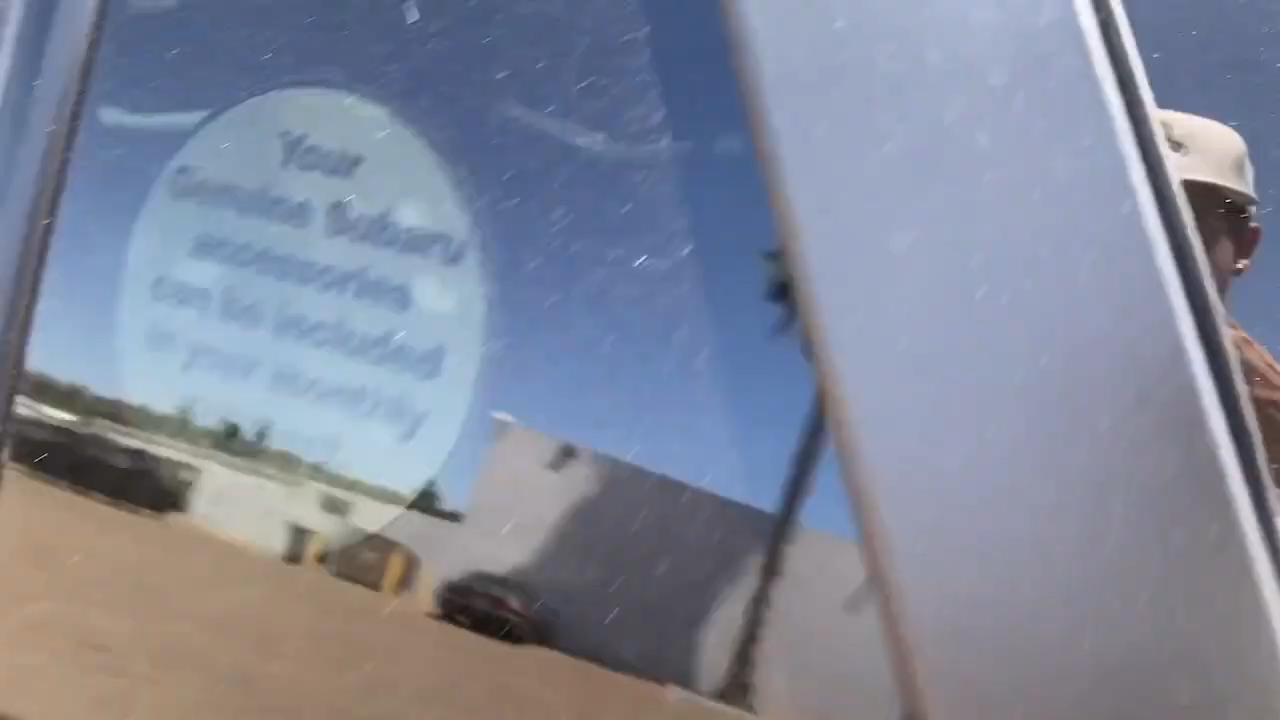 Your
Genuine Subaru
accessories
can be included
in your monthly